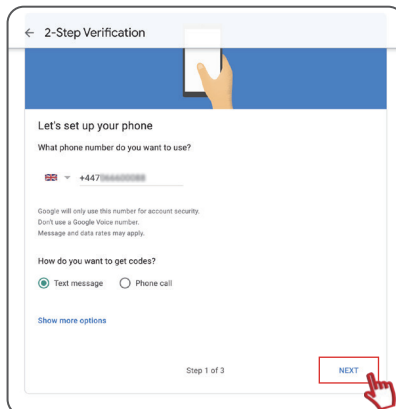 ← 2-Step Verification
Let's set up your phone
What phone number do you want to use?
+447
Google will only use this number for account security.
Don't use a Google Voice number.
Message and data rates may apply.
How do you want to get codes?
Text message Phone call
Show more options
Step 1 of 3 NEXT